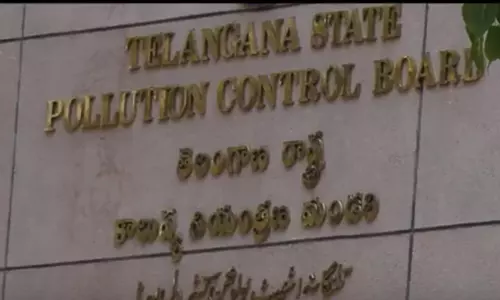 TELANGANA STATE
POLLUTION CONTROL BOARD
తెలంగాణ రాష్ట్ర
కాలుష్య నియంత్రణ మండలి